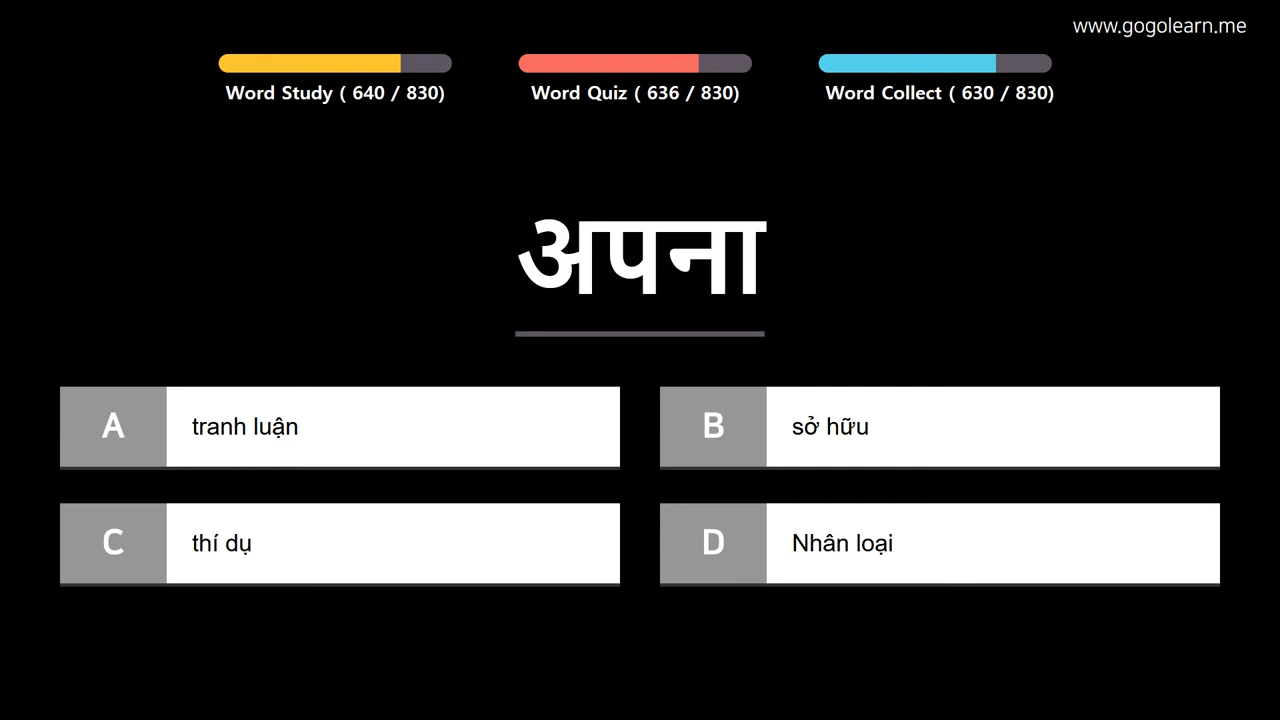 www.gogolearn.me
Word Study ( 640 / 830)
Word Quiz ( 636 / 830)
Word Collect ( 630 / 830)
अपना
A tranh luận
B sở hữu
C thí dụ
D Nhân loại